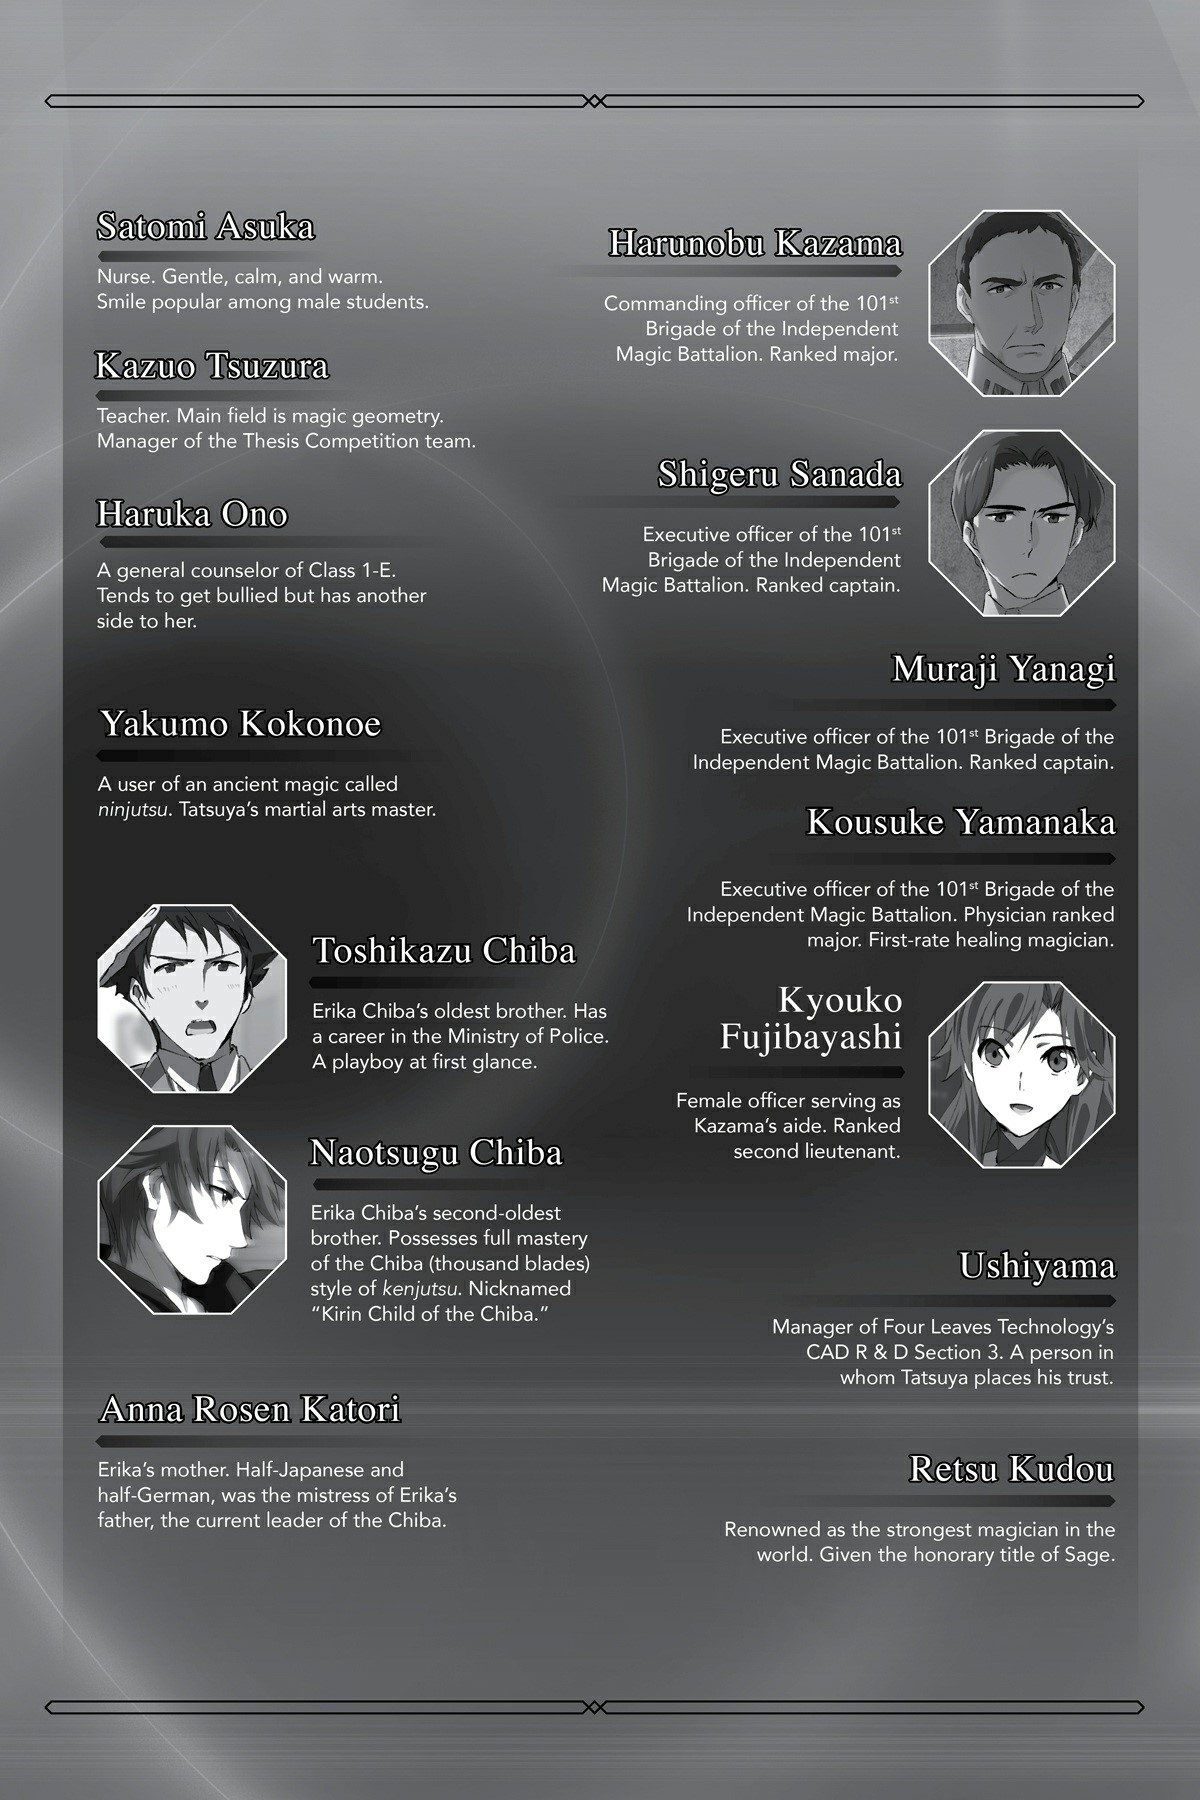 Satomi Asuka
Nurse. Gentle, calm, and warm.
Smile popular among male students.
Kazuo Tsuzura
Teacher. Main field is magic geometry.
Manager of the Thesis Competition team.
Haruka Ono
A general counselor of Class 1-E.
Tends to get bullied but has another
side to her.
Yakumo Kokonoe
A user of an ancient magic called
ninjutsu. Tatsuya’s martial arts master.
Toshikazu Chiba
Erika Chiba’s oldest brother. Has
a career in the Ministry of Police.
A playboy at first glance.
Naotsugu Chiba
Erika Chiba’s second-oldest
brother. Possesses full mastery
of the Chiba (thousand blades)
style of kenjutsu. Nicknamed
“Kirin Child of the Chiba.”
Anna Rosen Katori
Erika’s mother. Half-Japanese and
half-German, was the mistress of Erika’s
father, the current leader of the Chiba.
Harunobu Kazama
Commanding officer of the 101st
Brigade of the Independent
Magic Battalion. Ranked major.
Shigeru Sanada
Executive officer of the 101st
Brigade of the Independent
Magic Battalion. Ranked captain.
Muraji Yanagi
Executive officer of the 101st Brigade of the
Independent Magic Battalion. Ranked captain.
Kousuke Yamanaka
Executive officer of the 101st Brigade of the
Independent Magic Battalion. Physician ranked
major. First-rate healing magician.
Kyouko
Fujibayashi
Female officer serving as
Kazama’s aide. Ranked
second lieutenant.
Ushiyama
Manager of Four Leaves Technology’s
CAD R & D Section 3. A person in
whom Tatsuya places his trust.
Retsu Kudou
Renowned as the strongest magician in the
world. Given the honorary title of Sage.